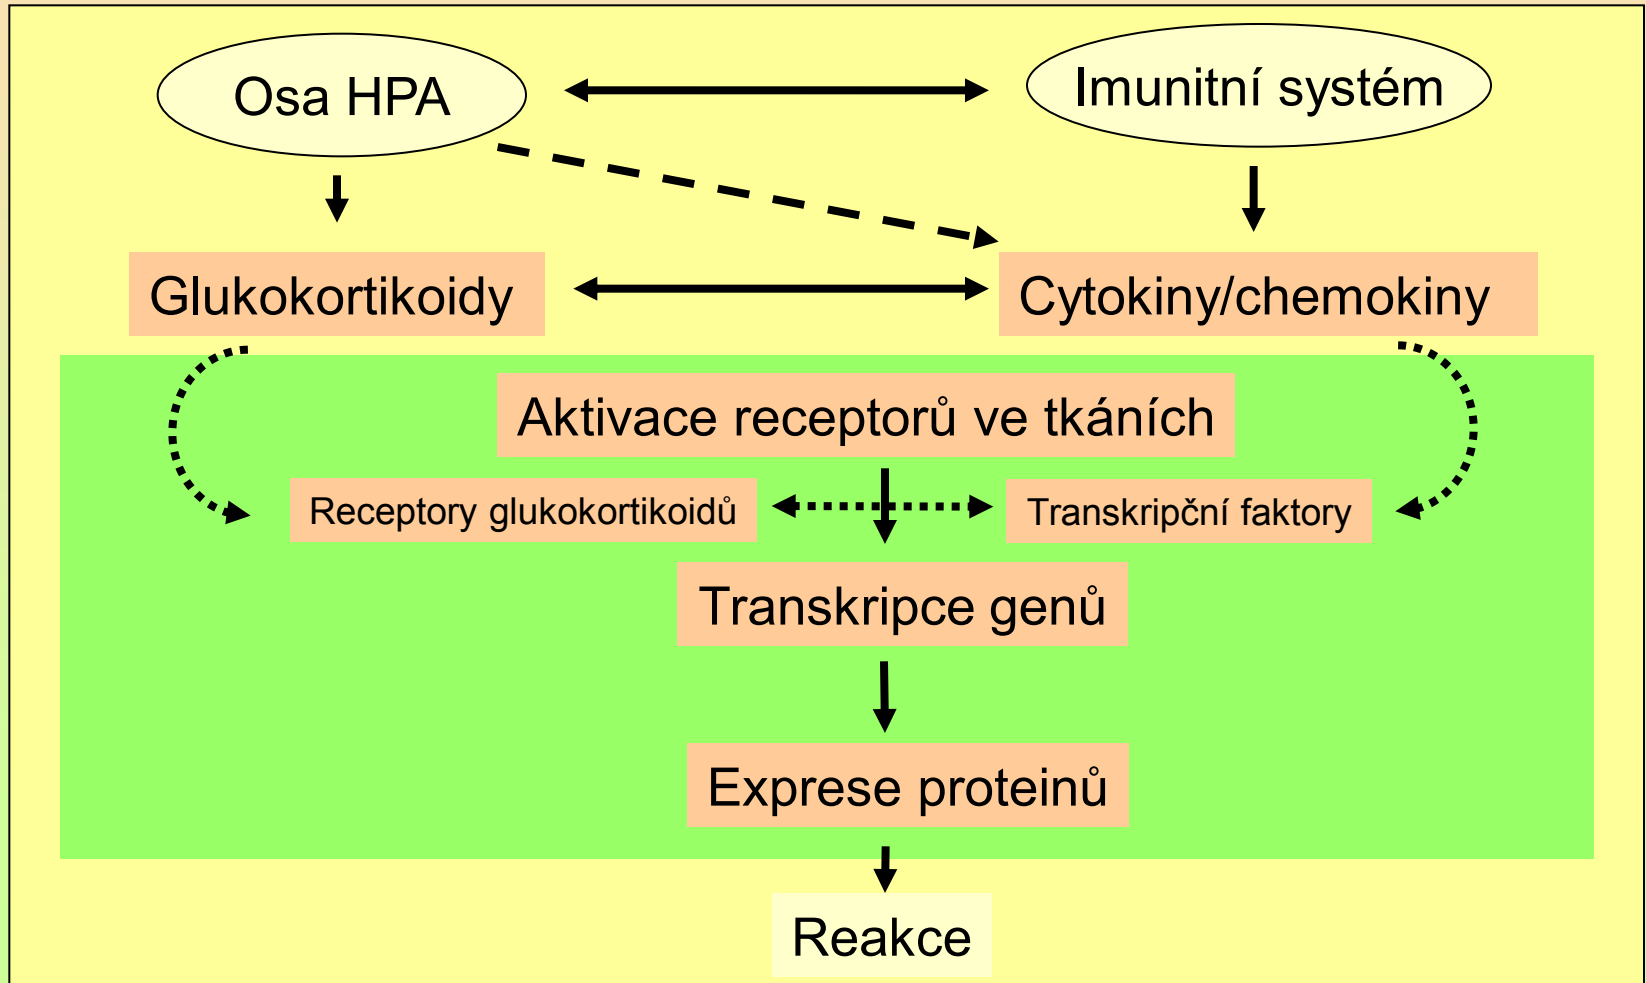 Osa HPA
Imunitní systém
Glukokortikoidy
Cytokiny/chemokiny
Aktivace receptorů ve tkáních
Receptory glukokortikoidů
Transkripční faktory
Transkripce genů
Exprese proteinů
Reakce